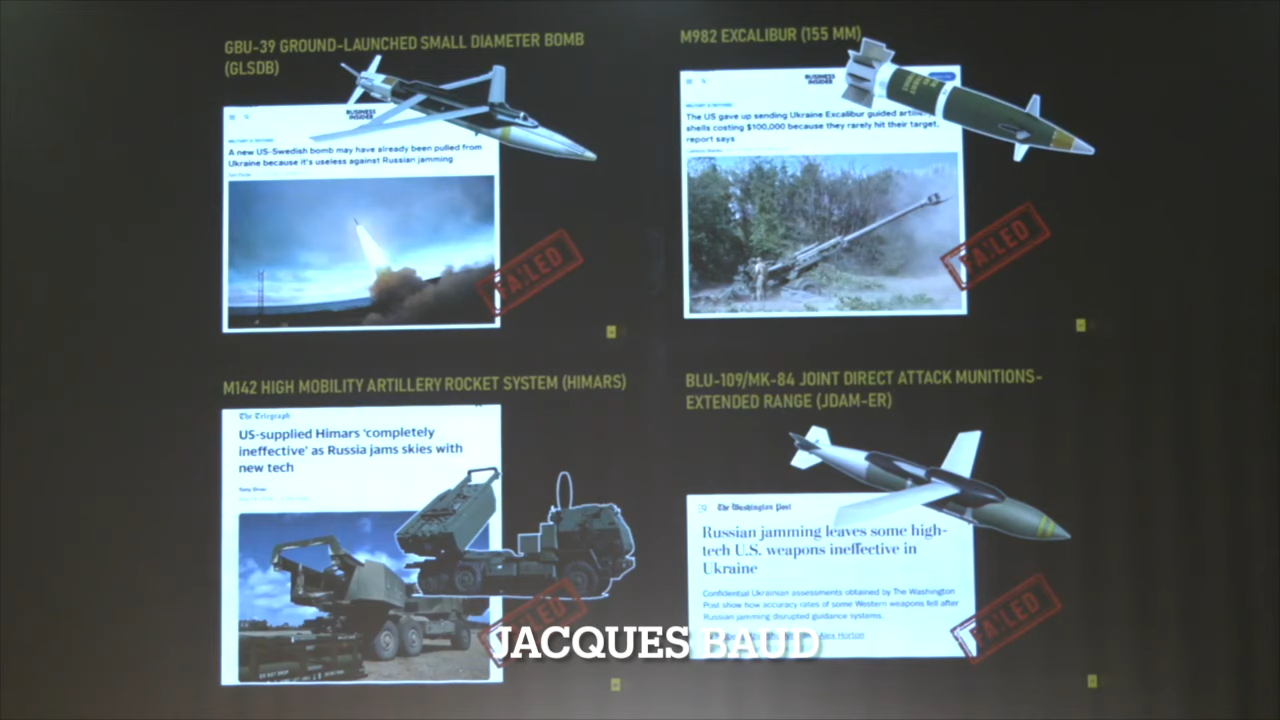 GBU-39 GROUND-LAUNCHED SMALL DIAMETER BOMB
(GLSDB)
BUSINESS
INSIDER
MILITARY & DEFENSE
A new US-Swedish bomb may have already been pulled from
Ukraine because it's useless against Russian jamming
FAILED
M982 EXCALIBUR (155 MM)
BUSINESS
INSIDER
MILITARY & DEFENSE
The US gave up sending Ukraine Excalibur guided
shells costing $100,000 because they rarely hit their target,
report says
FAILED
M142 HIGH MOBILITY ARTILLERY ROCKET SYSTEM (HIMARS)
The Telegraph
US-supplied Himars 'completely
ineffective' as Russia jams skies with
new tech
FAILED
BLU-109/MK-84 JOINT DIRECT ATTACK MUNITIONS-
EXTENDED RANGE (JDAM-ER)
The Washington Post
Russian jamming leaves some high-
tech U.S. weapons ineffective in
Ukraine
Confidential Ukrainian assessments obtained by The Washington
Post show how accuracy rates of some Western weapons fell after
Russian jamming disrupted guidance systems.
Alex Horton
FAILED
JACQUES BAUD